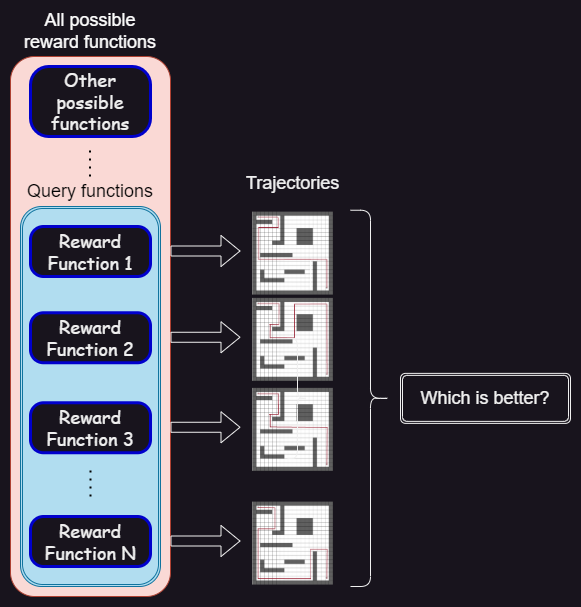 All possible
reward functions
Other
possible
functions
Query functions
Trajectories
Reward
Function 1
Reward
Function 2
Reward
Function 3
Which is better?
Reward
Function N